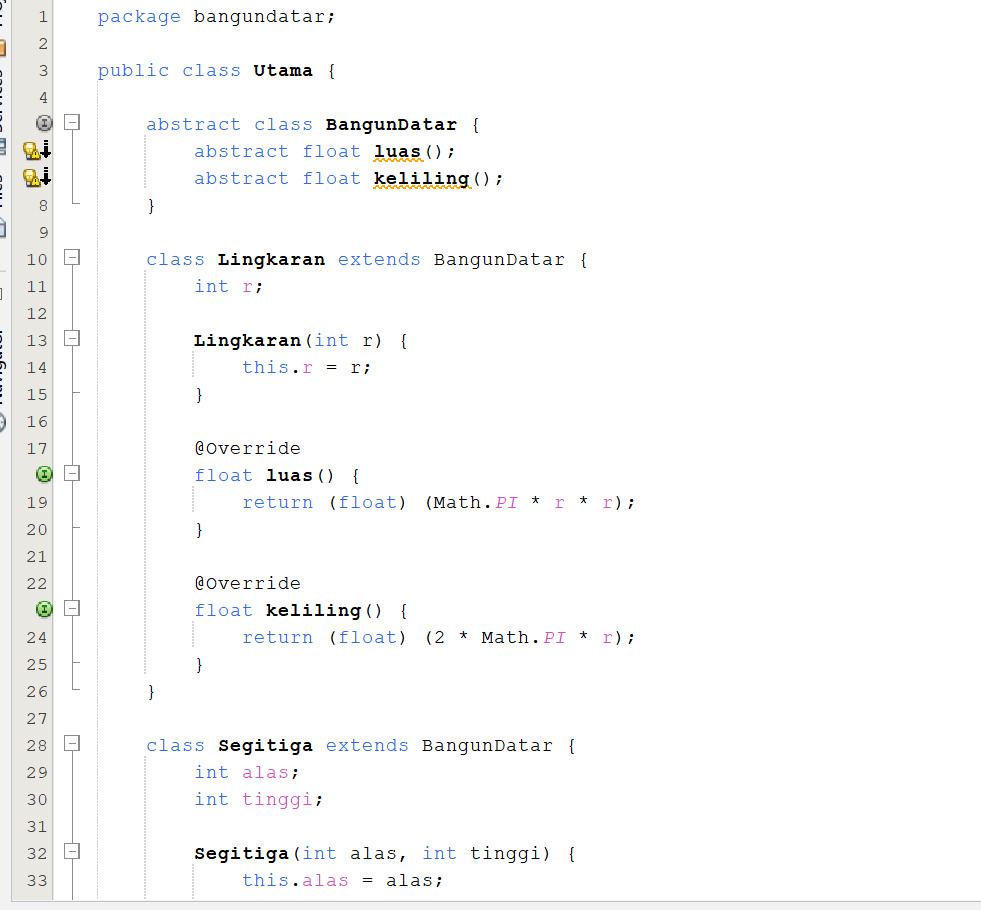 1 package bangundatar;
2
3 public class Utama {
4
abstract class BangunDatar {
abstract float luas();
abstract float keliling();
8 }
9
10 class Lingkaran extends BangunDatar {
11 int r;
12
13 Lingkaran(int r) {
14 this.r = r;
15 }
16
17 @Override
float luas() {
19 return (float) (Math.PI * r * r);
20 }
21
22 @Override
float keliling() {
24 return (float) (2 * Math.PI * r);
25 }
26 }
27
28 class Segitiga extends BangunDatar {
29 int alas;
30 int tinggi;
31
32 Segitiga(int alas, int tinggi) {
33 this.alas = alas;